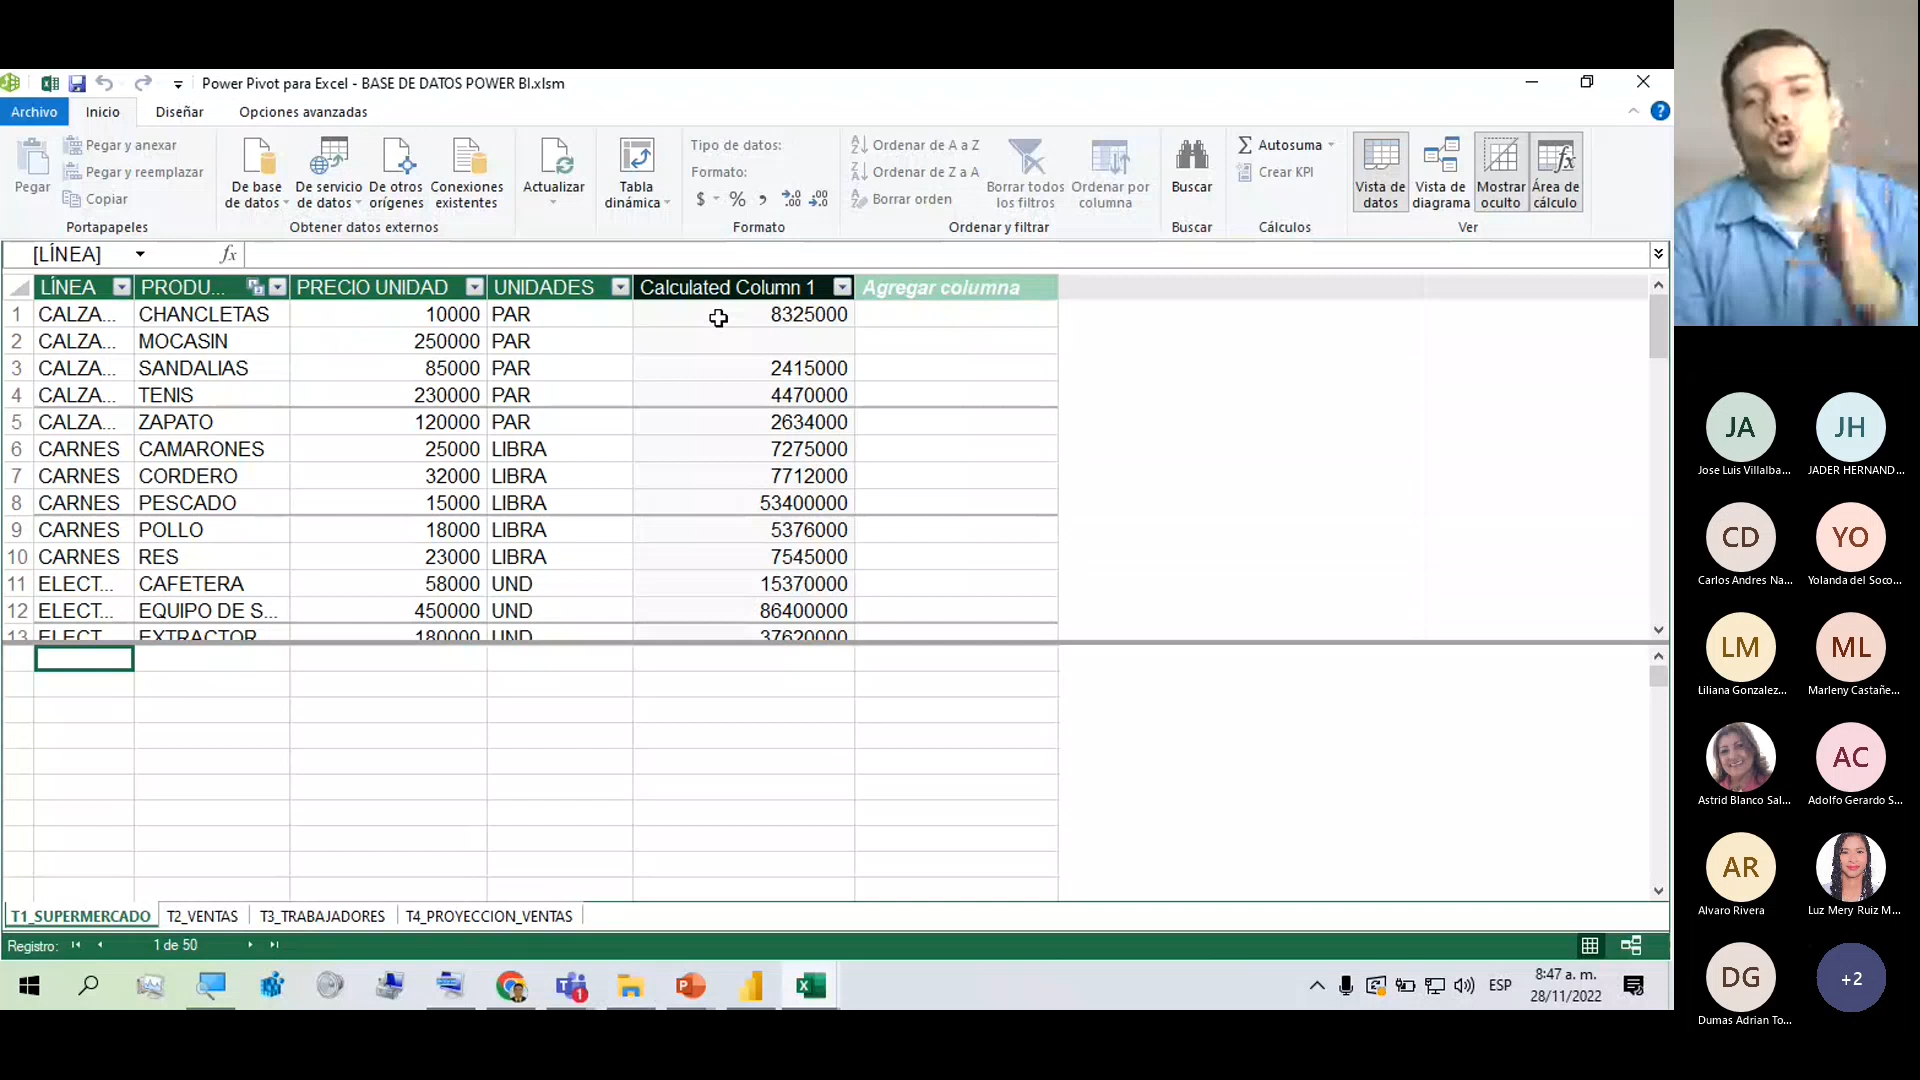 Power Pivot para Excel - BASE DE DATOS POWER BI.xlsm
Archivo Inicio Diseñar Opciones avanzadas
Pegar
Pegar y anexar
Pegar y reemplazar
Copiar
Portapapeles
De base de datos
De servicio de datos
De otros orígenes
Conexiones existentes
Obtener datos externos
Actualizar
Tabla dinámica
Tipo de datos:
Formato:
$ %
Formato
Ordenar de A a Z
Ordenar de Z a A
Borrar orden
Borrar todos los filtros
Ordenar por columna
Ordenar y filtrar
Buscar
Buscar
Autosuma
Crear KPI
Cálculos
Vista de datos
Vista de diagrama
Mostrar oculto
Área de cálculo
Ver
[LÍNEA] fx
LÍNEA PRODU... PRECIO UNIDAD UNIDADES Calculated Column 1 Agregar columna
1 CALZA... CHANCLETAS 10000 PAR 8325000
2 CALZA... MOCASIN 250000 PAR
3 CALZA... SANDALIAS 85000 PAR 2415000
4 CALZA... TENIS 230000 PAR 4470000
5 CALZA... ZAPATO 120000 PAR 2634000
6 CARNES CAMARONES 25000 LIBRA 7275000
7 CARNES CORDERO 32000 LIBRA 7712000
8 CARNES PESCADO 15000 LIBRA 53400000
9 CARNES POLLO 18000 LIBRA 5376000
10 CARNES RES 23000 LIBRA 7545000
11 ELECT... CAFETERA 58000 UND 15370000
12 ELECT... EQUIPO DE S... 450000 UND 86400000
13 ELECT... EXTRACTOR 180000 UND 37620000
T1_SUPERMERCADO T2_VENTAS T3_TRABAJADORES T4_PROYECCION_VENTAS
Registro: 1 de 50
ESP
8:47 a. m.
28/11/2022
JA JH
Jose Luis Villalba... JADER HERNAND...
CD YO
Carlos Andres Na... Yolanda del Soco...
LM ML
Liliana Gonzalez... Marleny Castañe...
AC
Astrid Blanco Sal... Adolfo Gerardo S...
AR
Alvaro Rivera Luz Mery Ruiz M...
DG +2
Dumas Adrian To...